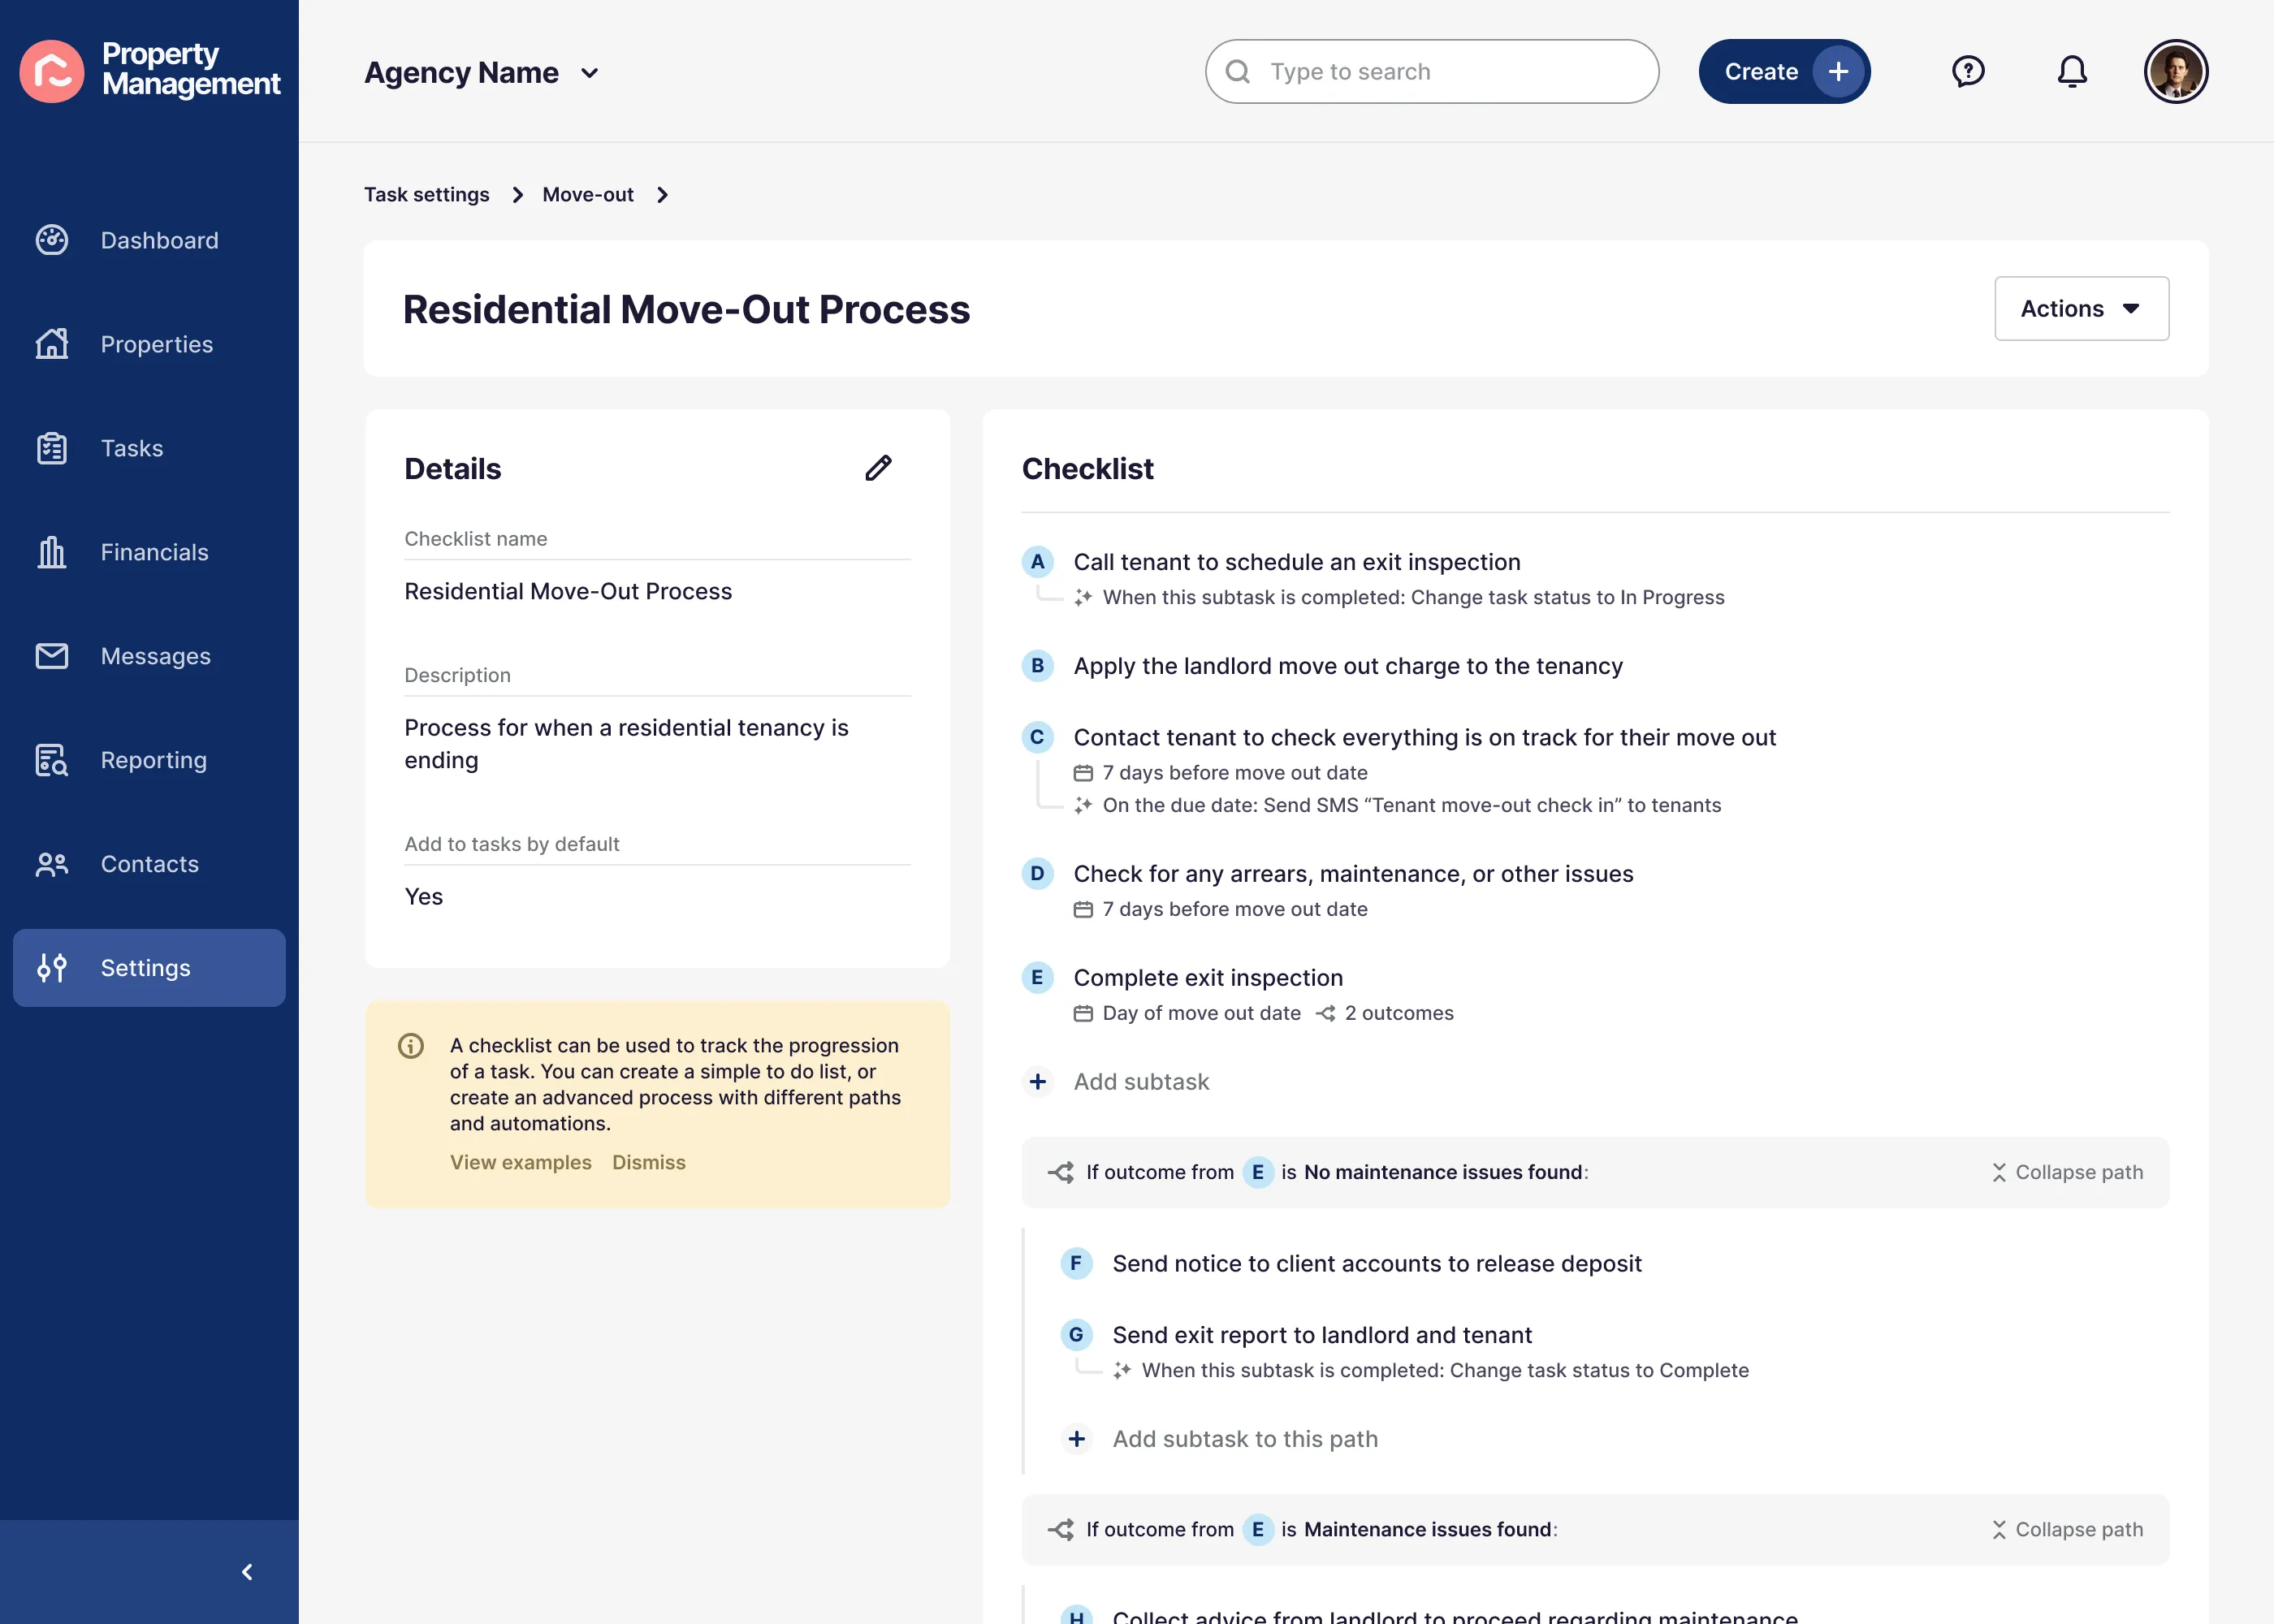 Property
Management
Agency Name
Type to search
Create
Dashboard
Properties
Tasks
Financials
Messages
Reporting
Contacts
Settings
Task settings
Move-out
Residential Move-Out Process
Actions
Details
Checklist name
Residential Move-Out Process
Description
Process for when a residential tenancy is
ending
Add to tasks by default
Yes
A checklist can be used to track the progression
of a task. You can create a simple to do list, or
create an advanced process with different paths
and automations.
View examples Dismiss
Checklist
A Call tenant to schedule an exit inspection
When this subtask is completed: Change task status to In Progress
B Apply the landlord move out charge to the tenancy
C Contact tenant to check everything is on track for their move out
7 days before move out date
On the due date: Send SMS “Tenant move-out check in” to tenants
D Check for any arrears, maintenance, or other issues
7 days before move out date
E Complete exit inspection
Day of move out date 2 outcomes
Add subtask
If outcome from E is No maintenance issues found: Collapse path
F Send notice to client accounts to release deposit
G Send exit report to landlord and tenant
When this subtask is completed: Change task status to Complete
Add subtask to this path
If outcome from E is Maintenance issues found: Collapse path
H Collect advice from landlord to proceed regarding maintenance